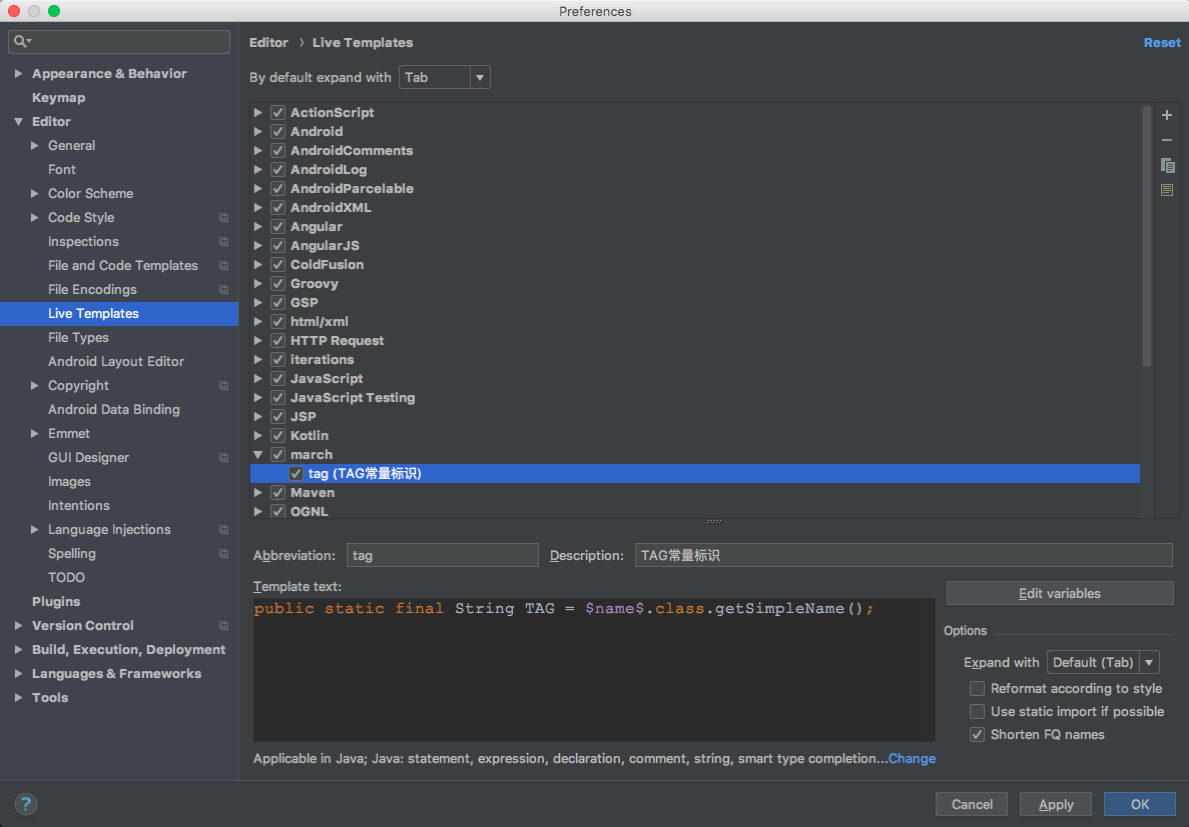 Preferences
Appearance & Behavior
Keymap
Editor
General
Font
Color Scheme
Code Style
Inspections
File and Code Templates
File Encodings
Live Templates
File Types
Android Layout Editor
Copyright
Android Data Binding
Emmet
GUI Designer
Images
Intentions
Language Injections
Spelling
TODO
Plugins
Version Control
Build, Execution, Deployment
Languages & Frameworks
Tools
Editor › Live Templates
Reset
By default expand with Tab
ActionScript
Android
AndroidComments
AndroidLog
AndroidParcelable
AndroidXML
Angular
AngularJS
ColdFusion
Groovy
GSP
html/xml
HTTP Request
iterations
JavaScript
JavaScript Testing
JSP
Kotlin
march
tag (TAG常量标识)
Maven
OGNL
Abbreviation: tag Description: TAG常量标识
Template text:
public static final String TAG = $name$.class.getSimpleName();
Edit variables
Options
Expand with Default (Tab)
Reformat according to style
Use static import if possible
Shorten FQ names
Applicable in Java; Java: statement, expression, declaration, comment, string, smart type completion...Change
? Cancel Apply OK